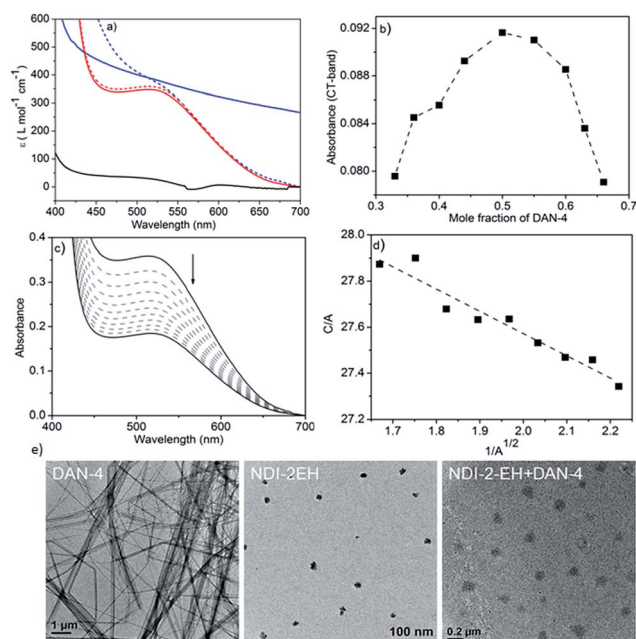 a)
600
500
400
300
200
100
0
ε ( L mol⁻¹ cm⁻¹)
400 450 500 550 600 650 700
Wavelength (nm)
b)
0.092
0.088
0.084
0.080
Absorbance (CT-band)
0.3 0.4 0.5 0.6 0.7
Mole fraction of DAN-4
c)
0.4
0.3
0.2
0.1
0.0
Absorbance
400 500 600 700
Wavelength (nm)
d)
28.0
27.8
27.6
27.4
27.2
C/A
1.7 1.8 1.9 2.0 2.1 2.2
1/A^1/2
e)
DAN-4
1 µm
NDI-2EH
100 nm
NDI-2-EH+DAN-4
0.2 µm